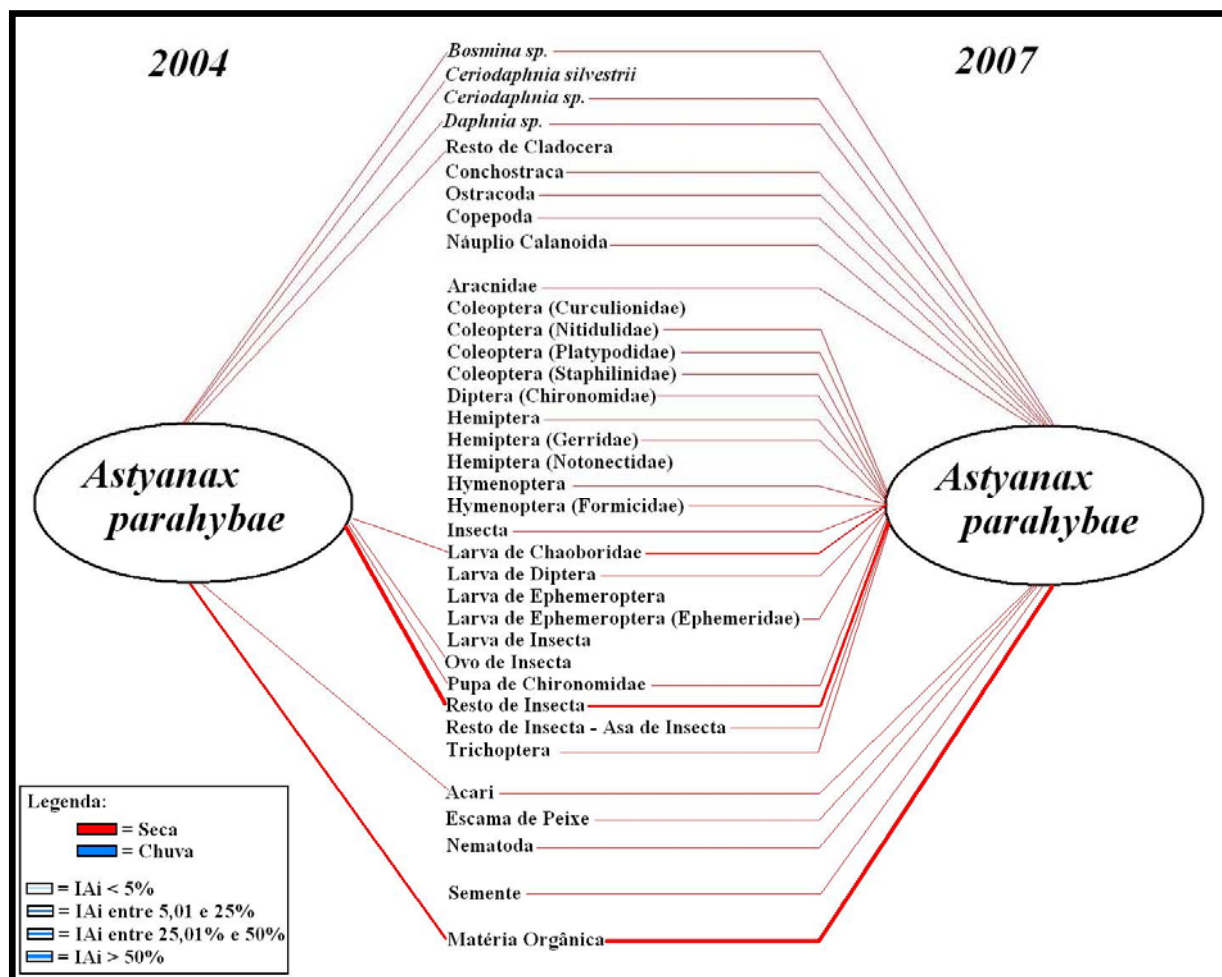 2004
2007
Bosmina sp.
Ceriodaphnia silvestrii
Ceriodaphnia sp.
Daphnia sp.
Resto de Cladocera
Conchostraca
Ostracoda
Copepoda
Náuplio Calanoida
Aracnidae
Coleoptera (Curculionidae)
Coleoptera (Nitidulidae)
Coleoptera (Platypodidae)
Coleoptera (Staphilinidae)
Diptera (Chironomidae)
Hemiptera
Hemiptera (Gerridae)
Hemiptera (Notonectidae)
Hymenoptera
Hymenoptera (Formicidae)
Insecta
Larva de Chaoboridae
Larva de Diptera
Larva de Ephemeroptera
Larva de Ephemeroptera (Ephemeridae)
Larva de Insecta
Ovo de Insecta
Pupa de Chironomidae
Resto de Insecta
Resto de Insecta - Asa de Insecta
Trichoptera
Acari
Escama de Peixe
Nematoda
Semente
Matéria Orgânica
Astyanax
parahybae
Astyanax
parahybae
Legenda:
= Seca
= Chuva
= IAi < 5%
= IAi entre 5,01 e 25%
= IAi entre 25,01% e 50%
= IAi > 50%